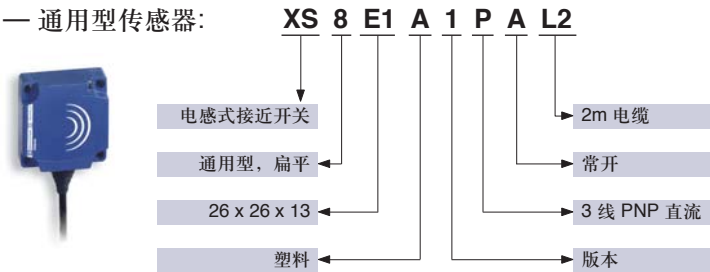 — 通用型传感器: XS 8 E1 A 1 P A L2
电感式接近开关 2m 电缆
通用型，扁平 常开
26 x 26 x 13 3 线 PNP 直流
塑料 版本